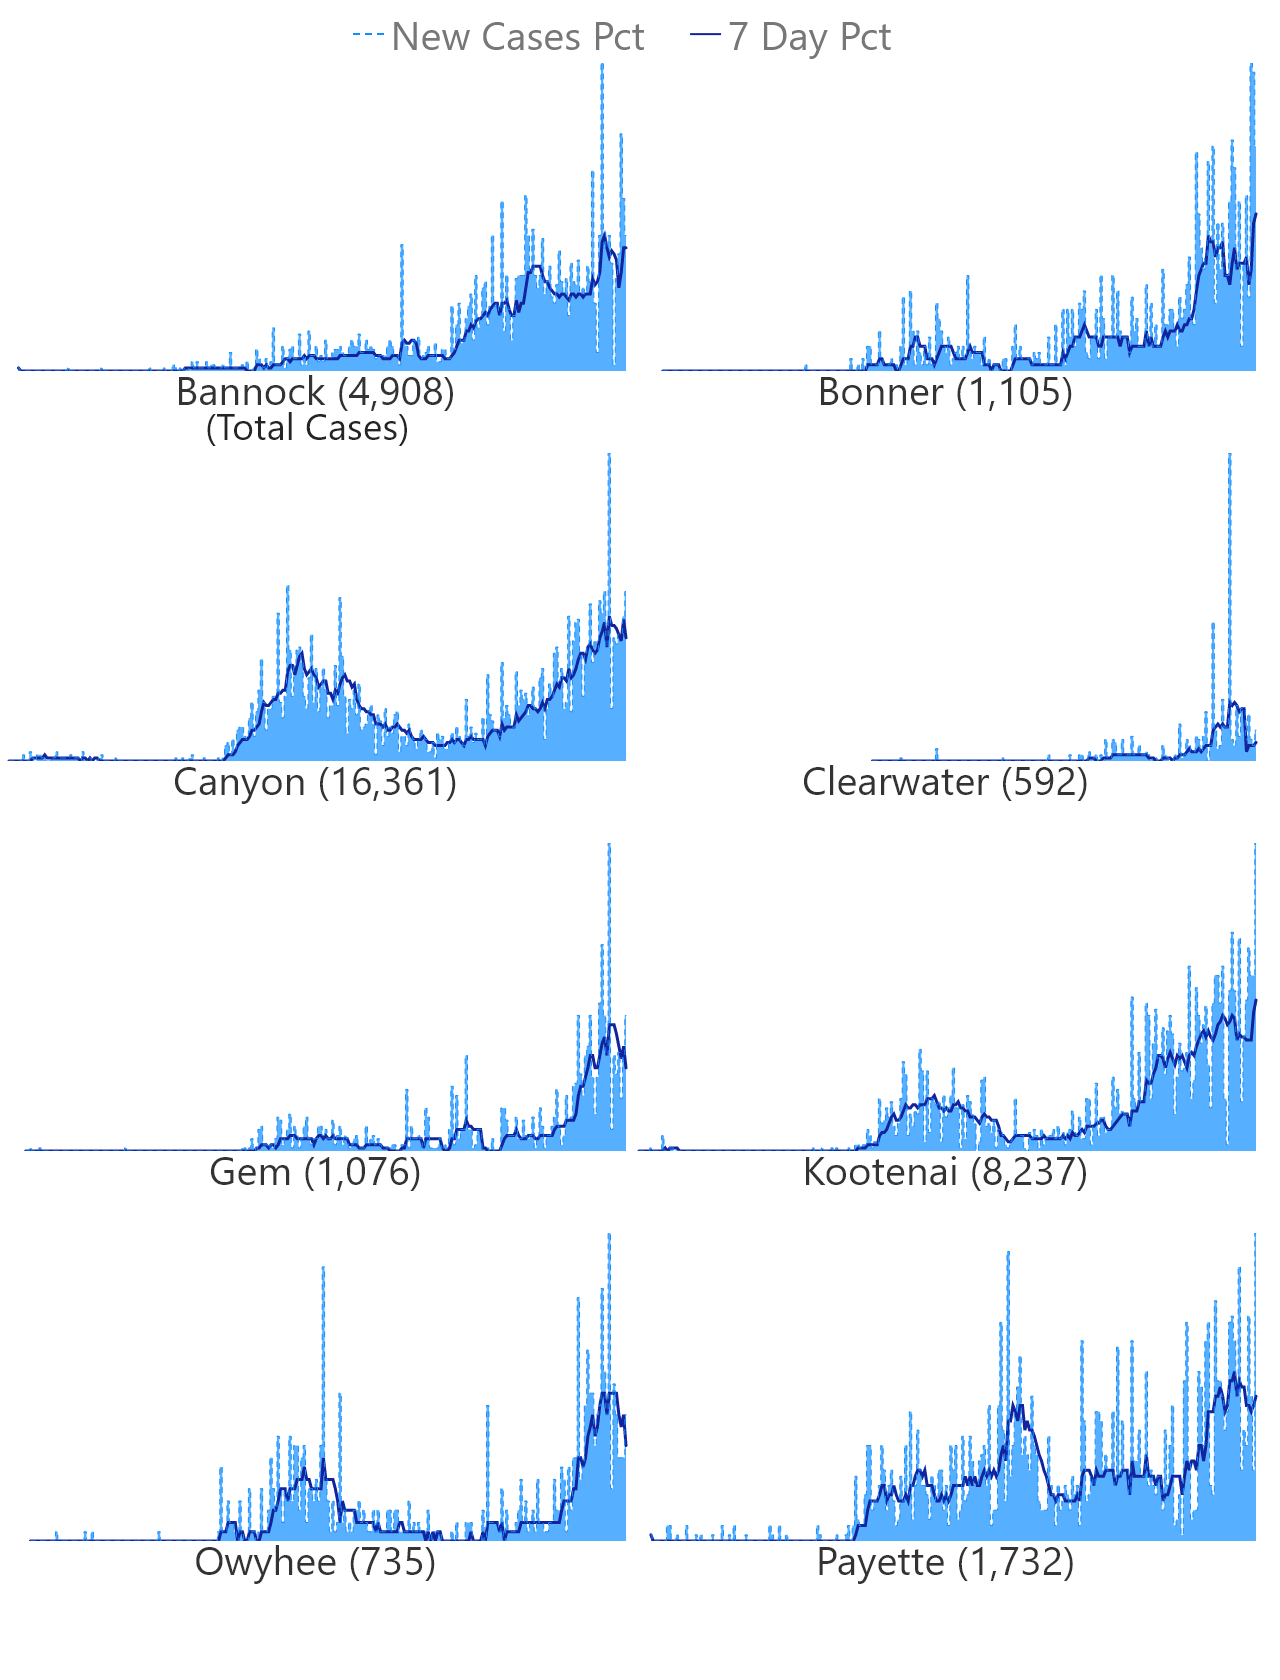 New Cases Pct 7 Day Pct
Bannock (4,908) Bonner (1,105)
(Total Cases)
Canyon (16,361) Clearwater (592)
Gem (1,076) Kootenai (8,237)
Owyhee (735) Payette (1,732)